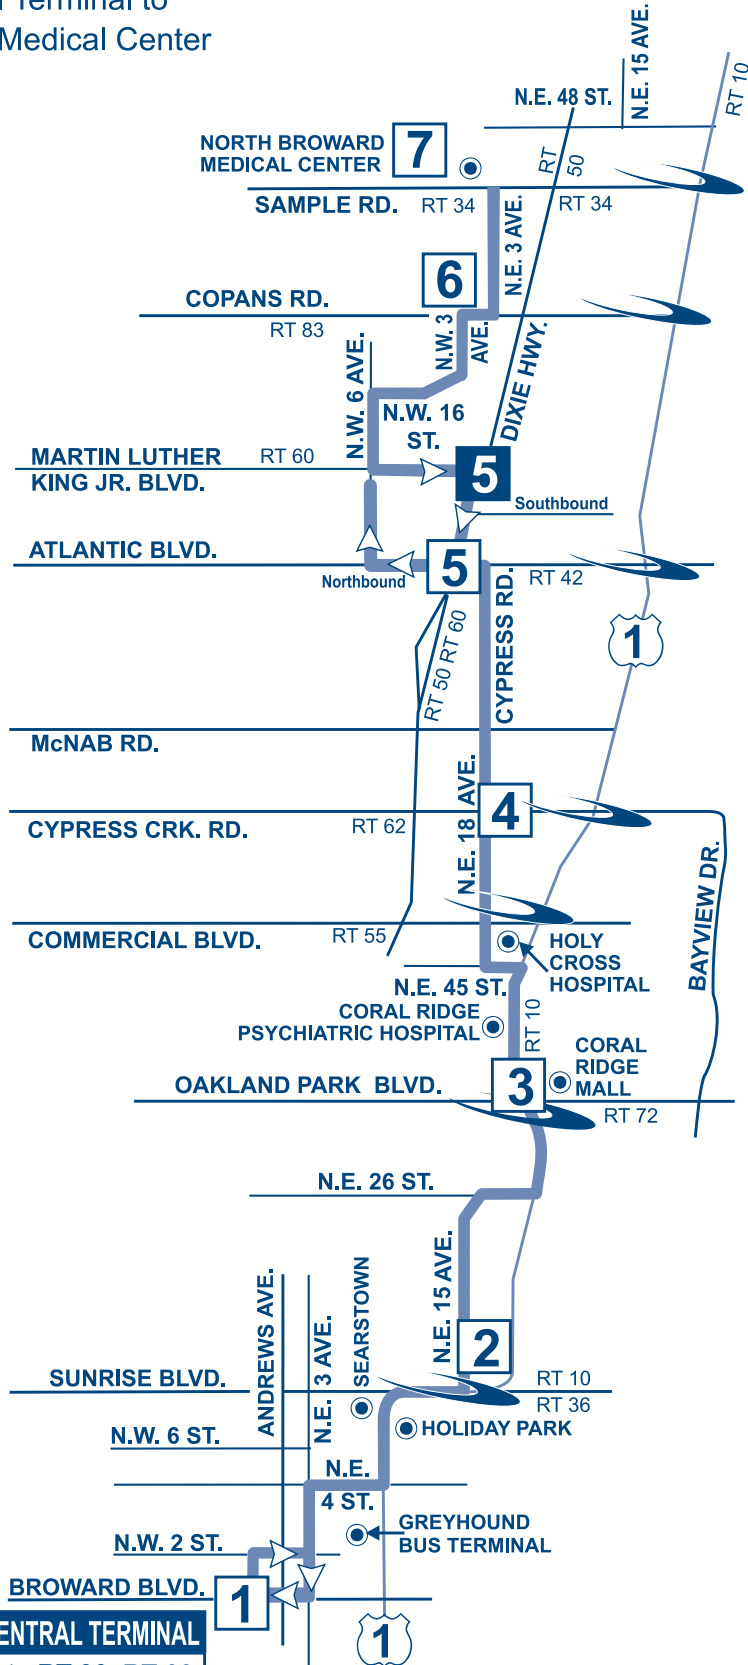 Terminal to
Medical Center
N.E. 15 AVE.
RT 10
N.E. 48 ST.
NORTH BROWARD
MEDICAL CENTER
7
RT
50
SAMPLE RD.
RT 34
RT 34
N.E. 3 AVE.
6
COPANS RD.
RT 83
N.W. 3
AVE.
DIXIE HWY.
N.W. 6 AVE.
N.W. 16
ST.
MARTIN LUTHER
KING JR. BLVD.
RT 60
5
Southbound
ATLANTIC BLVD.
5
Northbound
RT 42
CYPRESS RD.
RT 50 RT 60
1
McNAB RD.
N.E. 18 AVE.
4
CYPRESS CRK. RD.
RT 62
BAYVIEW DR.
COMMERCIAL BLVD.
RT 55
HOLY
CROSS
HOSPITAL
N.E. 45 ST.
CORAL RIDGE
PSYCHIATRIC HOSPITAL
RT 10
CORAL
RIDGE
MALL
OAKLAND PARK BLVD.
3
RT 72
N.E. 26 ST.
N.E. 15 AVE.
SEARSTOWN
ANDREWS AVE.
N.E. 3 AVE.
2
SUNRISE BLVD.
RT 10
RT 36
N.W. 6 ST.
HOLIDAY PARK
N.E.
4 ST.
GREYHOUND
BUS TERMINAL
N.W. 2 ST.
BROWARD BLVD.
1
1
ENTRAL TERMINAL